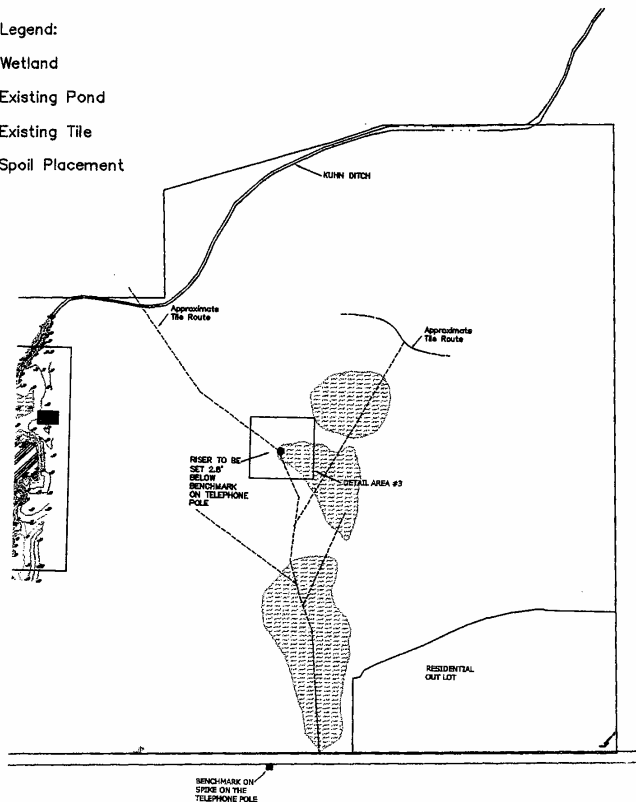 Legend:
Wetland
Existing Pond
Existing Tile
Spoil Placement
KUHN DITCH
Approximate
Tile Route
Approximate
Tile Route
RISER TO BE
SET 2.8'
BELOW
BENCHMARK
ON TELEPHONE
POLE
DETAIL AREA #3
RESIDENTIAL
OUT LOT
BENCHMARK ON
SPIKE ON THE
TELEPHONE POLE